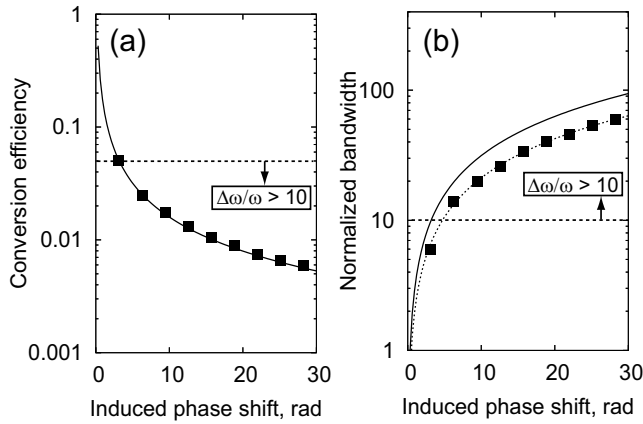 (a)
Conversion efficiency
1
0.1
0.01
0.001
Δω/ω > 10
0 10 20 30
Induced phase shift, rad
(b)
Normalized bandwidth
100
10
1
Δω/ω > 10
0 10 20 30
Induced phase shift, rad